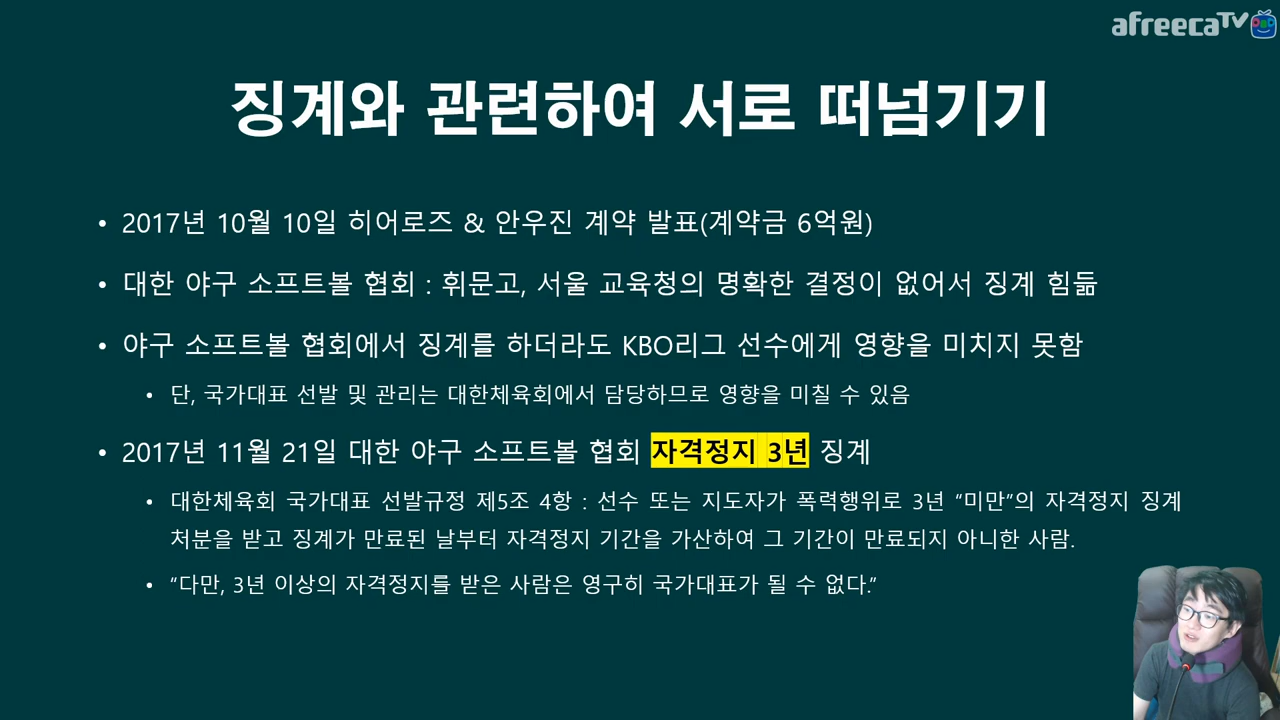 afreecaTV
징계와 관련하여 서로 떠넘기기
• 2017년 10월 10일 히어로즈 & 안우진 계약 발표(계약금 6억원)
• 대한 야구 소프트볼 협회 : 휘문고, 서울 교육청의 명확한 결정이 없어서 징계 힘듦
• 야구 소프트볼 협회에서 징계를 하더라도 KBO리그 선수에게 영향을 미치지 못함
• 단, 국가대표 선발 및 관리는 대한체육회에서 담당하므로 영향을 미칠 수 있음
• 2017년 11월 21일 대한 야구 소프트볼 협회 자격정지 3년 징계
• 대한체육회 국가대표 선발규정 제5조 4항 : 선수 또는 지도자가 폭력행위로 3년 “미만”의 자격정지 징계
처분을 받고 징계가 만료된 날부터 자격정지 기간을 가산하여 그 기간이 만료되지 아니한 사람.
• “다만, 3년 이상의 자격정지를 받은 사람은 영구히 국가대표가 될 수 없다.“